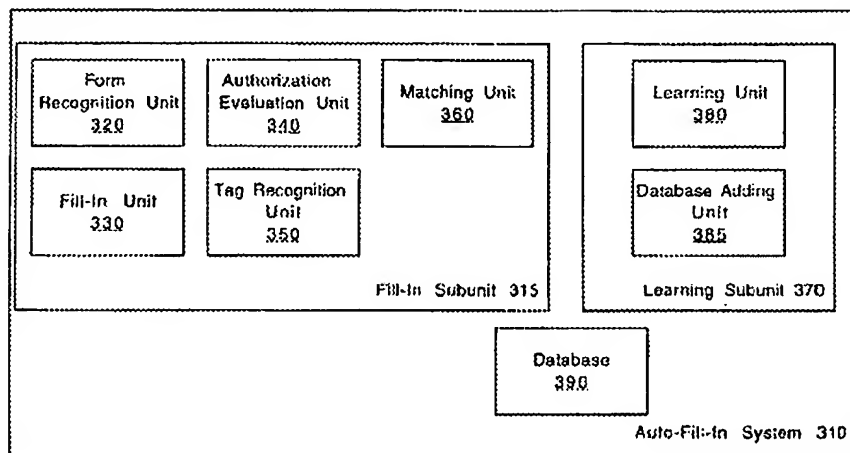 Form
Recognition Unit
320
Authorization
Evaluation Unit
340
Matching Unit
360
Fill-In Unit
330
Tag Recognition
Unit
350
Fill-In Subunit 315
Learning Unit
380
Database Adding
Unit
385
Learning Subunit 370
Database
390
Auto-Fill-In System 310